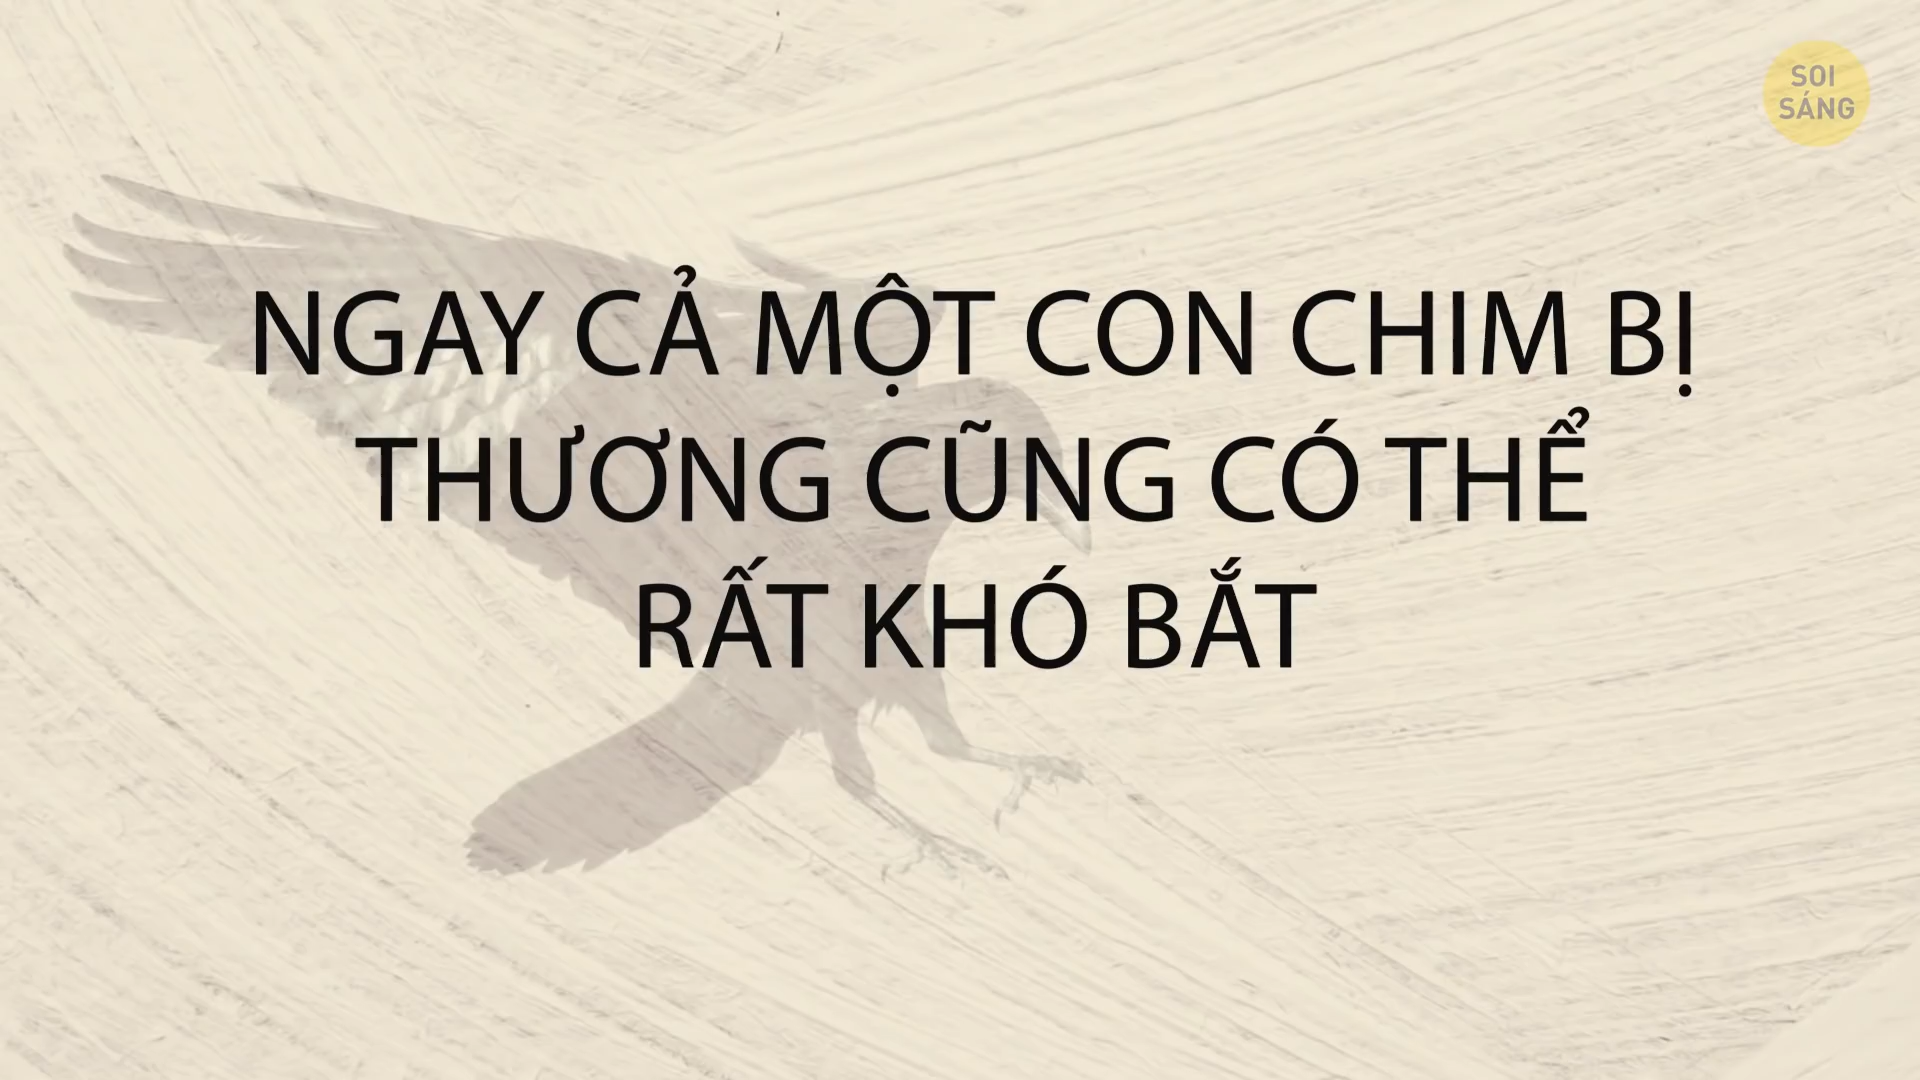 SOI
SÁNG
NGAY CẢ MỘT CON CHIM BỊ
THƯƠNG CŨNG CÓ THỂ
RẤT KHÓ BẮT